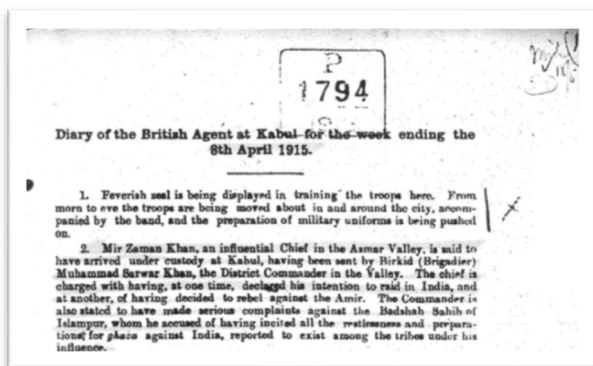 P
1794
Diary of the British Agent at Kabul for the week ending the
8th April 1915.
1. Feverish zeal is being displayed in training the troops here. From
morn to eve the troops are being moved about in and around the city, accom-
panied by the band, and the preparation of military uniforms is being pushed
on.
2. Mir Zaman Khan, an influential Chief in the Asmar Valley, is said to
have arrived under custody at Kabul, having been sent by Birkid (Brigadier)
Muhammad Sarwar Khan, the District Commander in the Valley. The chief is
charged with having, at one time, declared his intention to raid in India, and
at another, of having decided to rebel against the Amir. The Commander is
also stated to have made serious complaints against the Badshah Sahib of
Islampur, whom he accused of having incited all the restlessness and prepara-
tions, for ghaza against India, reported to exist among the tribes under his
influence.